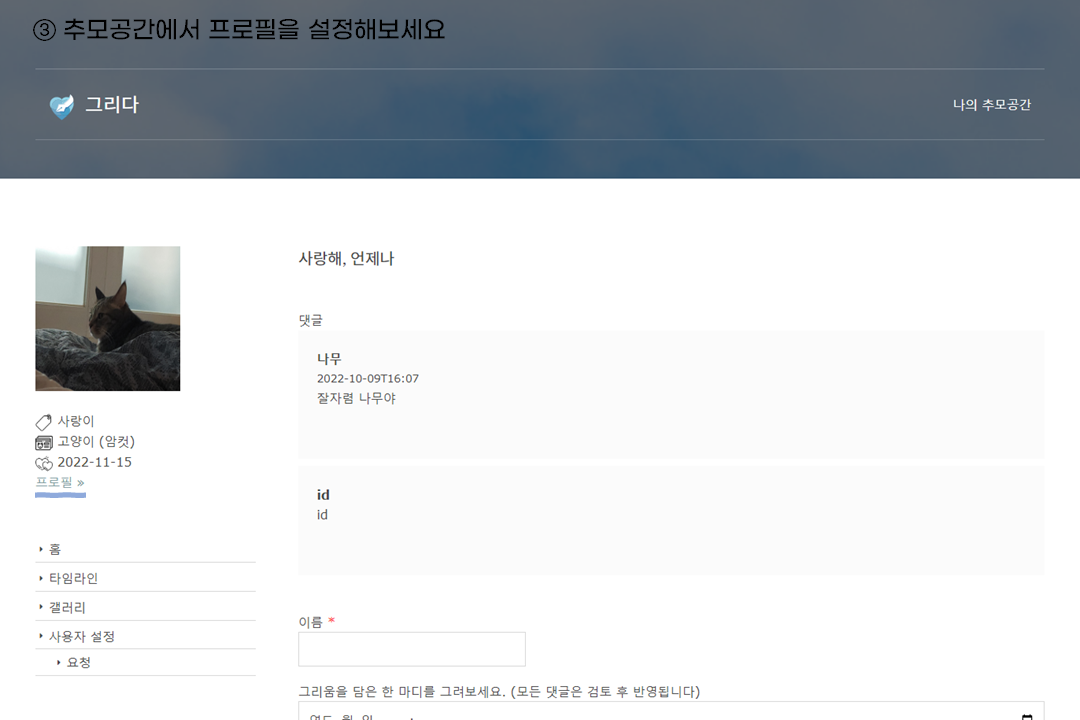 ③ 추모공간에서 프로필을 설정해보세요
그리다
나의 추모공간
사랑이
고양이 (암컷)
2022-11-15
프로필 »
홈
타임라인
갤러리
사용자 설정
요청
사랑해, 언제나
댓글
나무
2022-10-09T16:07
잘자렴 나무야
id
id
이름 *
그리움을 담은 한 마디를 그려보세요. (모든 댓글은 검토 후 반영됩니다)